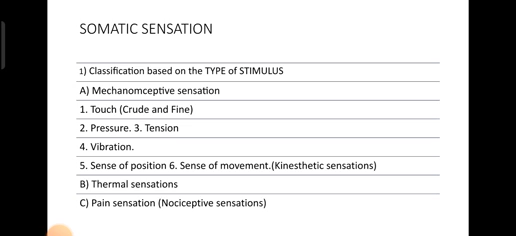 SOMATIC SENSATION
1) Classification based on the TYPE of STIMULUS
A) Mechanomceptive sensation
1. Touch (Crude and Fine)
2. Pressure. 3. Tension
4. Vibration.
5. Sense of position 6. Sense of movement.(Kinesthetic sensations)
B) Thermal sensations
C) Pain sensation (Nociceptive sensations)